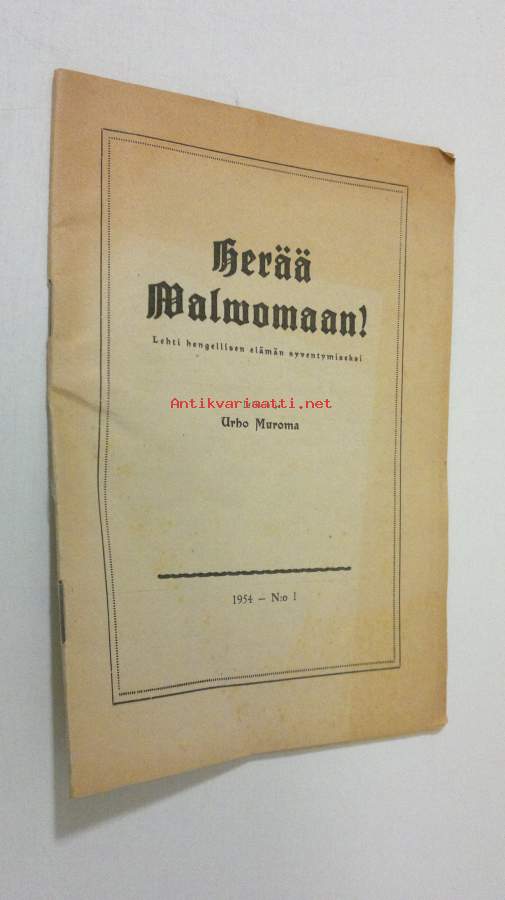 Herää
Walwomaan!
Lehti hengellisen elämän syventymiseksi
Antikvariaatti.net
Urho Muroma
1954 — N:o 1